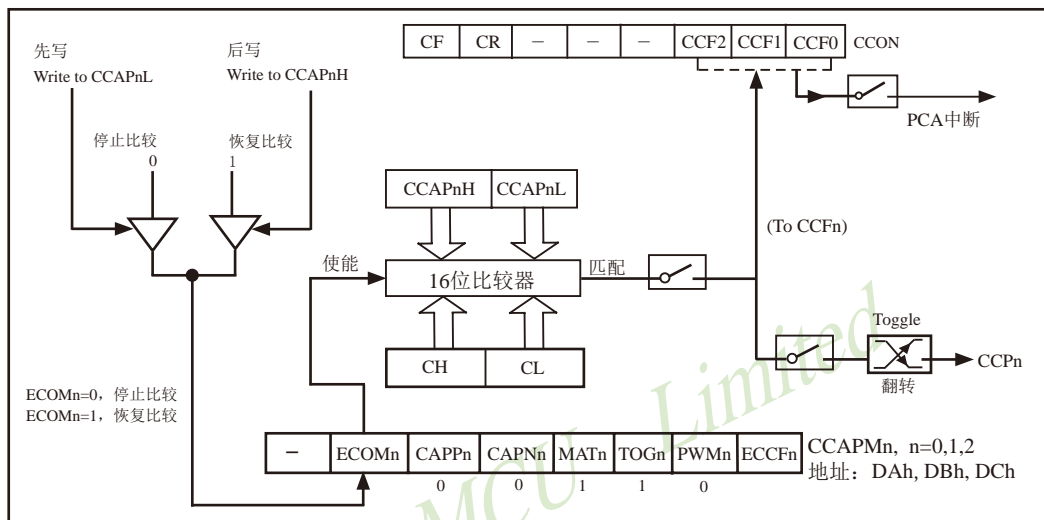 CF CR － － － CCF2 CCF1 CCF0 CCON
先写
Write to CCAPnL
后写
Write to CCAPnH
PCA中断
停止比较
0
恢复比较
1
CCAPnH CCAPnL
(To CCFn)
使能
16位比较器
匹配
Toggle
CH CL
CCPn
翻转
ECOMn=0，停止比较
ECOMn=1，恢复比较
－ ECOMn CAPPn CAPNn MATn TOGn PWMn ECCFn
CCAPMn, n=0,1,2
地址：DAh, DBh, DCh
0 0 1 1 0
MCU Limited